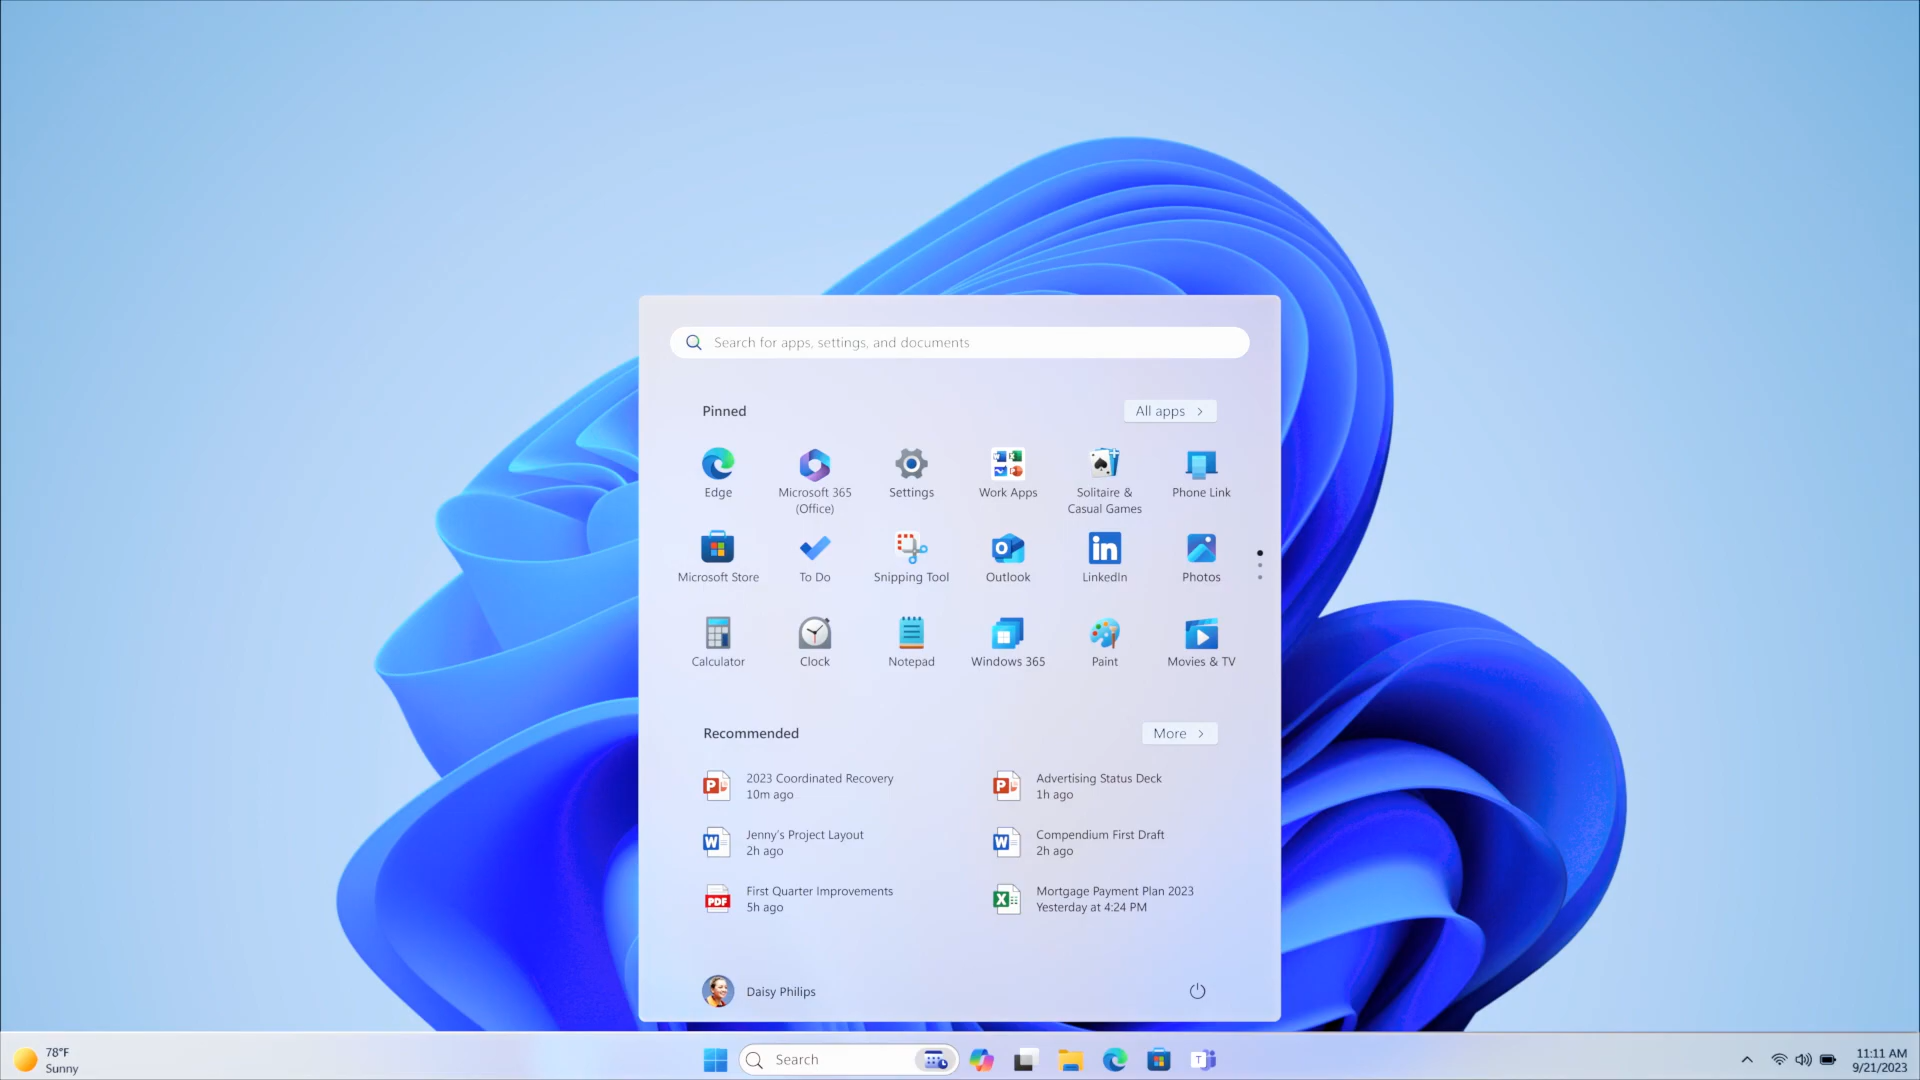 Search for apps, settings, and documents
Pinned
All apps
Edge
Microsoft 365
(Office)
Settings
Work Apps
Solitaire &
Casual Games
Phone Link
Microsoft Store
To Do
Snipping Tool
Outlook
LinkedIn
Photos
Calculator
Clock
Notepad
Windows 365
Paint
Movies & TV
Recommended
More
2023 Coordinated Recovery
10m ago
Advertising Status Deck
1h ago
Jenny's Project Layout
2h ago
Compendium First Draft
2h ago
First Quarter Improvements
5h ago
Mortgage Payment Plan 2023
Yesterday at 4:24 PM
Daisy Philips
78°F
Sunny
Search
11:11 AM
9/21/2023